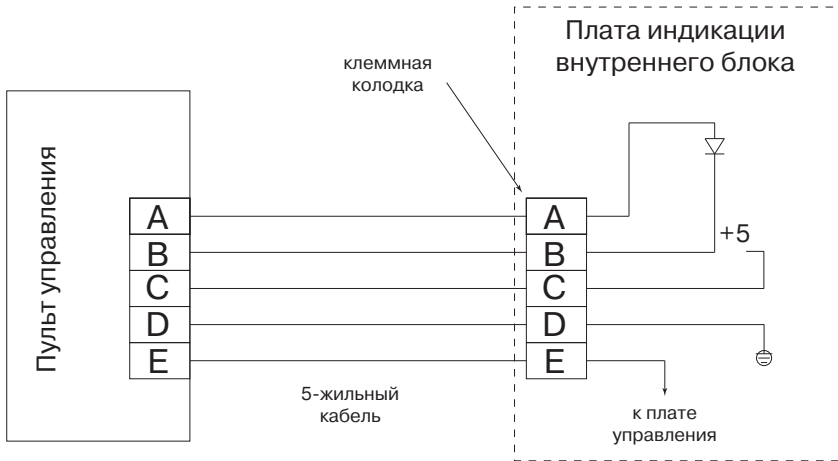 Плата индикации
внутреннего блока
клеммная
колодка
Пульт управления
A
B
C
D
E
A
B
C
D
E
+5
5-жильный
кабель
к плате
управления